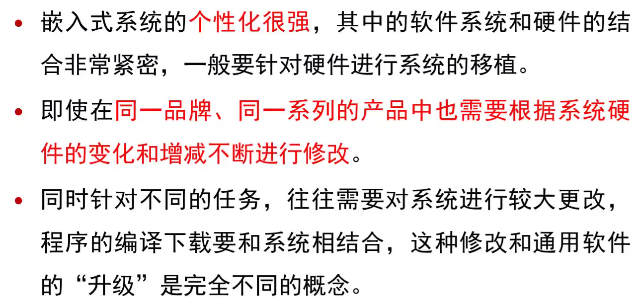 • 嵌入式系统的个性化很强，其中的软件系统和硬件的结
合非常紧密，一般要针对硬件进行系统的移植。
• 即使在同一品牌、同一系列的产品中也需要根据系统硬
件的变化和增减不断进行修改。
• 同时针对不同的任务，往往需要对系统进行较大更改，
程序的编译下载要和系统相结合，这种修改和通用软件
的“升级”是完全不同的概念。